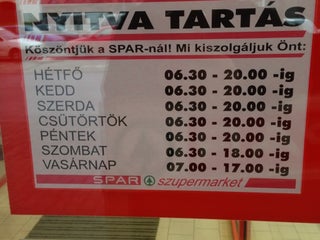 NYITVA TARTÁS
Köszöntjük a SPAR-nál! Mi kiszolgáljuk Önt:
HÉTFŐ 06.30 - 20.00 -ig
KEDD 06.30 - 20.00 -ig
SZERDA 06.30 - 20.00 -ig
CSÜTÖRTÖK 06.30 - 20.00 -ig
PÉNTEK 06.30 - 20.00 -ig
SZOMBAT 06.30 - 18.00 -ig
VASÁRNAP 07.00 - 17.00 -ig
SPAR szupermarket